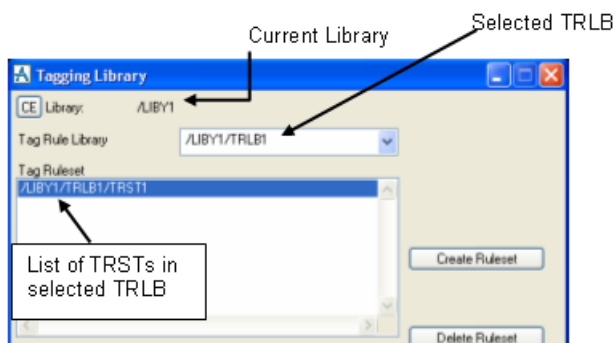 Selected TRLB
Current Library
Tagging Library
CE Library: /LIBY1
Tag Rule Library /LIBY1/TRLB1
Tag Ruleset
/LIBY1/TRLB1/TRST1
List of TRSTs in
selected TRLB
Create Ruleset
Delete Ruleset